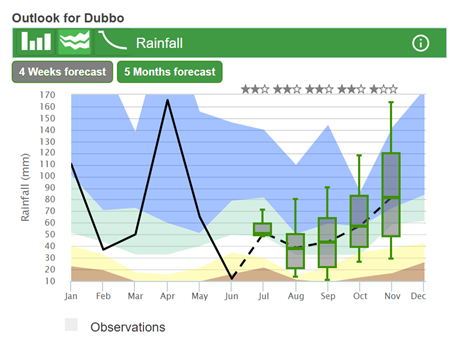 Outlook for Dubbo
Rainfall
4 Weeks forecast 5 Months forecast
170
160
150
140
130
120
110
100
90
80
70
60
50
40
30
20
10
Rainfall (mm)
Jan Feb Mar Apr May Jun Jul Aug Sep Oct Nov Dec
Observations